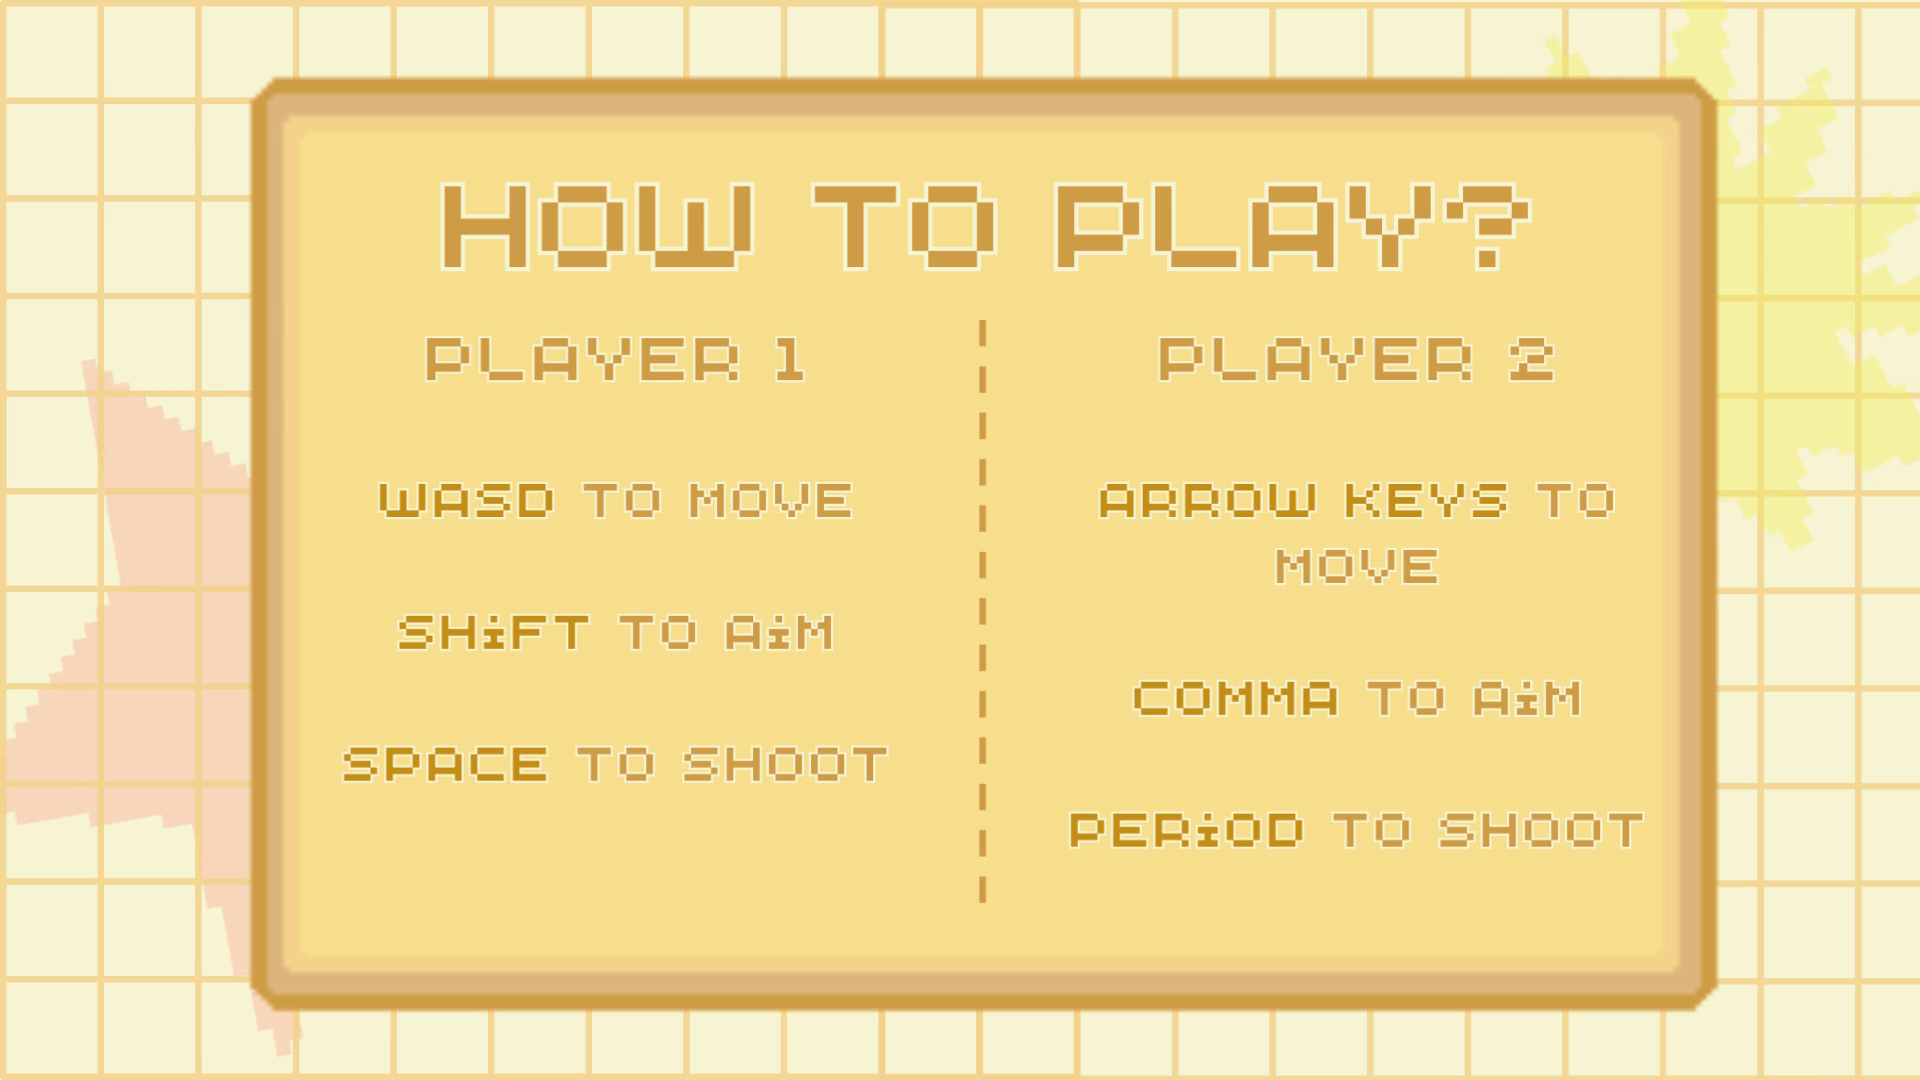 HOW TO PLAY?
PLAYER 1
WASD TO MOVE
SHiFT TO AiM
SPACE TO SHOOT
PLAYER 2
ARROW KEYS TO
MOVE
COMMA TO AiM
PERiOD TO SHOOT